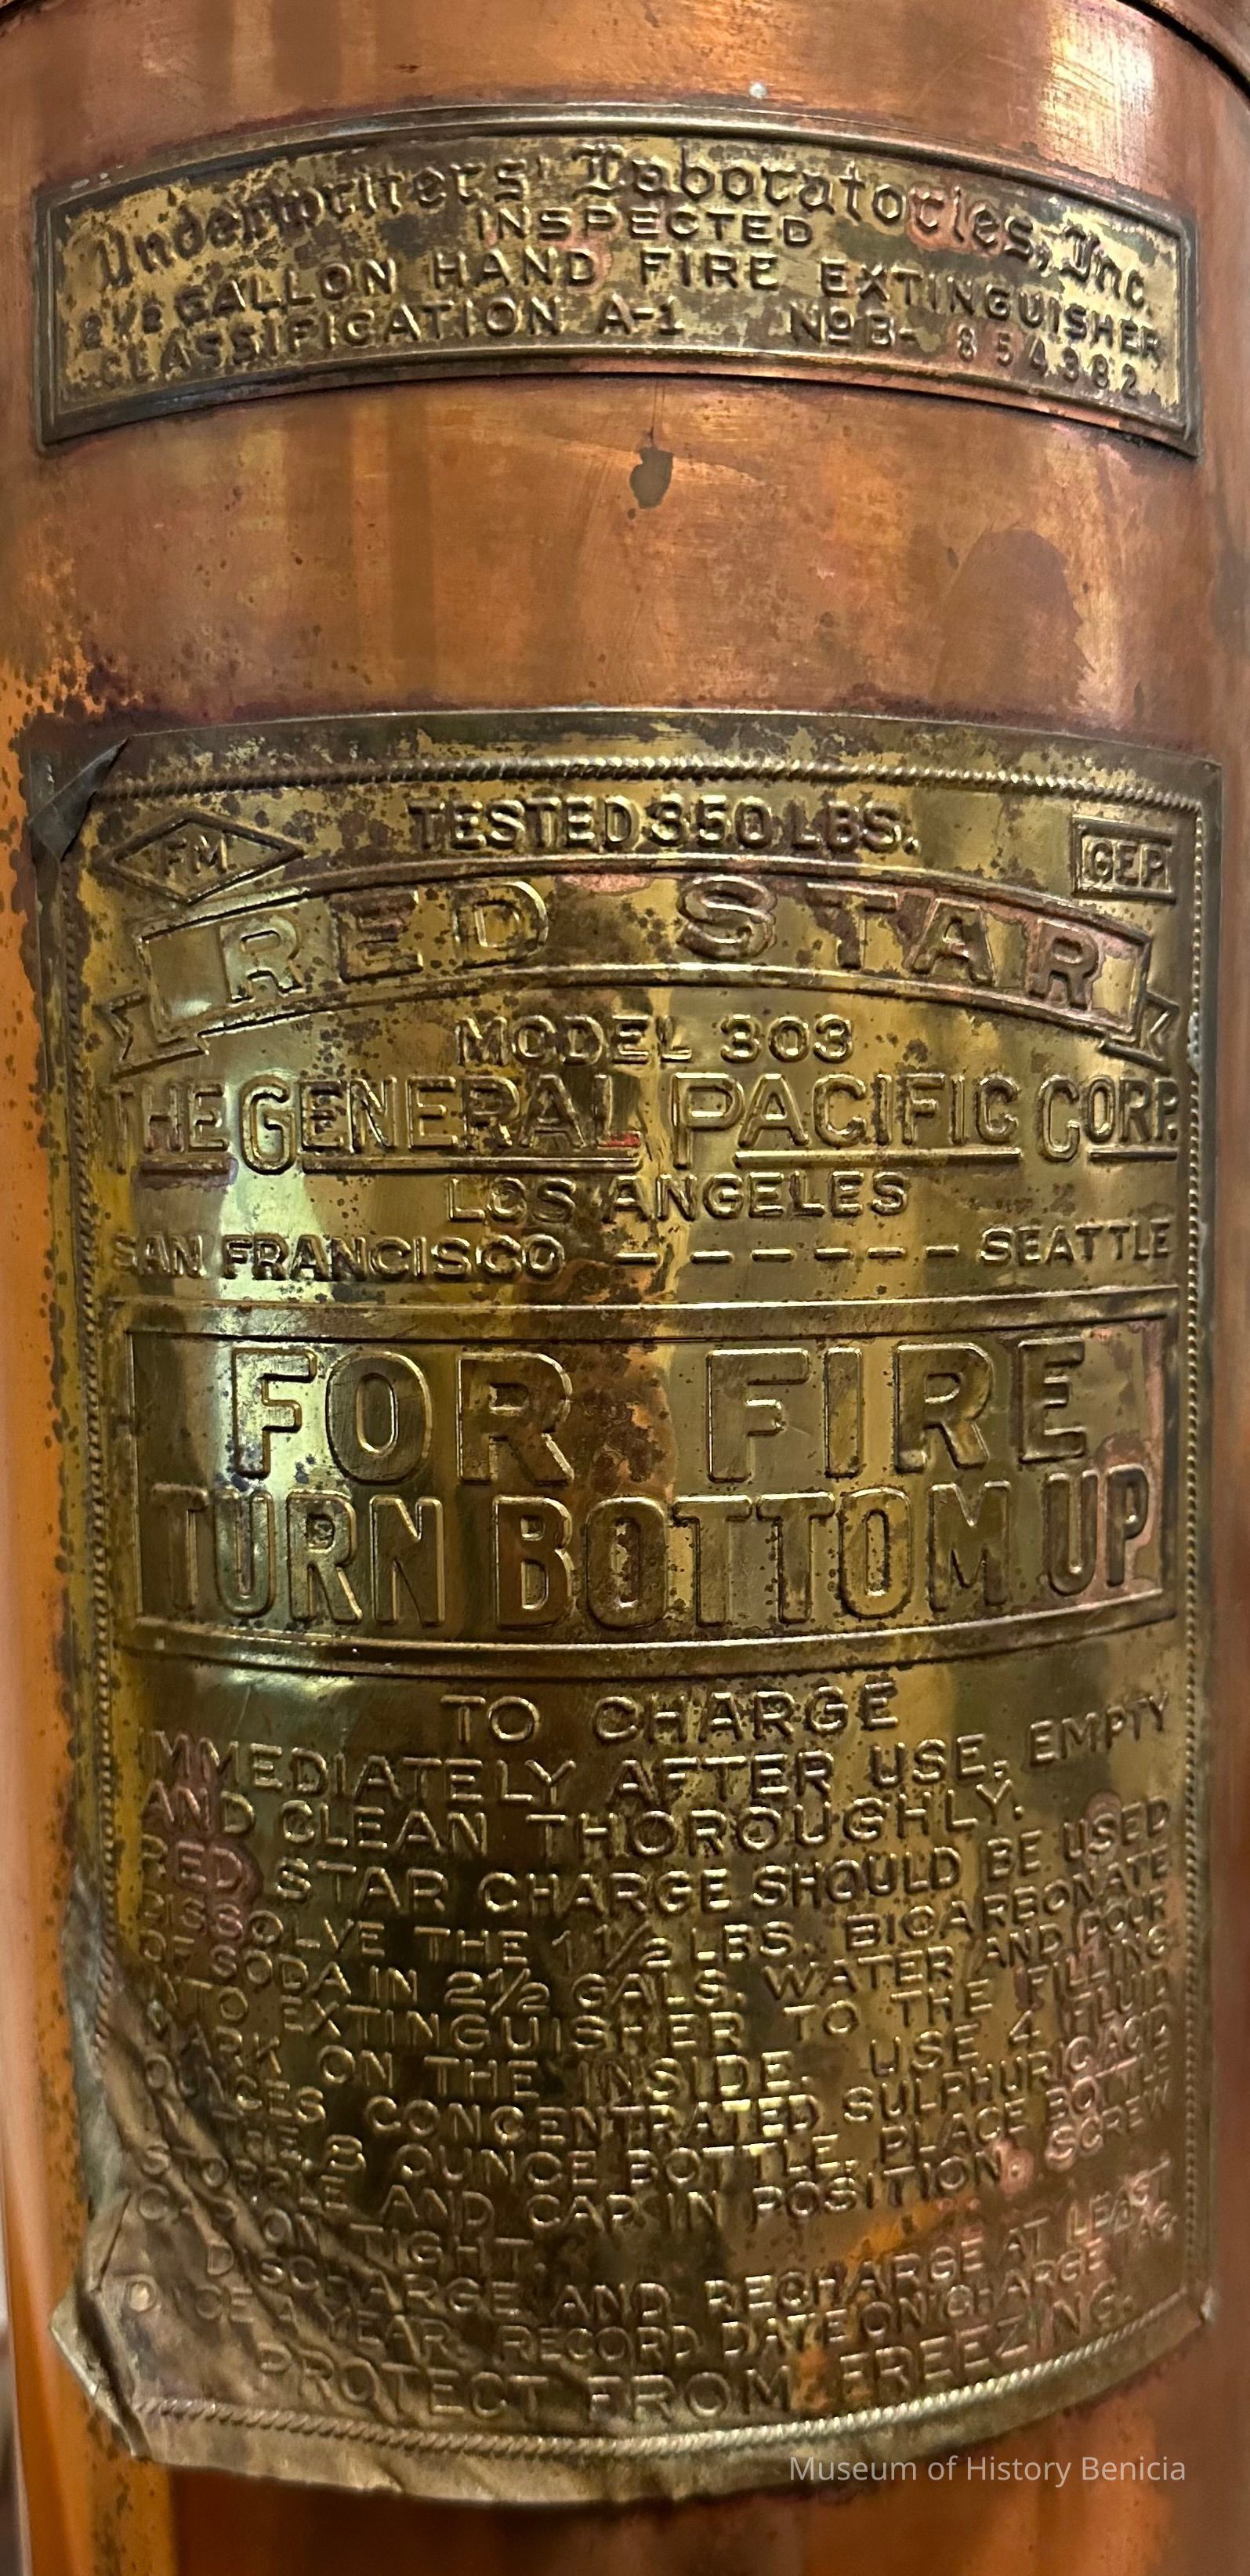 Underwriters' Laboratories, Inc.
INSPECTED
2½ GALLON HAND FIRE EXTINGUISHER
CLASSIFICATION A-1 No B- 854382
FM
TESTED 350 LBS.
GEP
RED STAR
MODEL 303
THE GENERAL PACIFIC CORP.
LOS ANGELES
SAN FRANCISCO - - - - - - SEATTLE
FOR FIRE
TURN BOTTOM UP
TO CHARGE
IMMEDIATELY AFTER USE, EMPTY
AND CLEAN THOROUGHLY.
RED STAR CHARGE SHOULD BE USED
DISSOLVE THE 1 1/2 LBS. BICARBONATE
OF SODA IN 2 1/2 GALS. WATER AND POUR
INTO EXTINGUISHER TO THE FILLING
MARK ON THE INSIDE. USE 4 FLUID
OUNCES CONCENTRATED SULPHURIC ACID
8 OUNCE BOTTLE. PLACE BOTTLE
STOPPLE AND CAP IN POSITION. SCREW
CAP ON TIGHT.
DISCHARGE AND RECHARGE AT LEAST
ONCE A YEAR. RECORD DATE ON CHARGE TAG.
PROTECT FROM FREEZING.
Museum of History Benicia